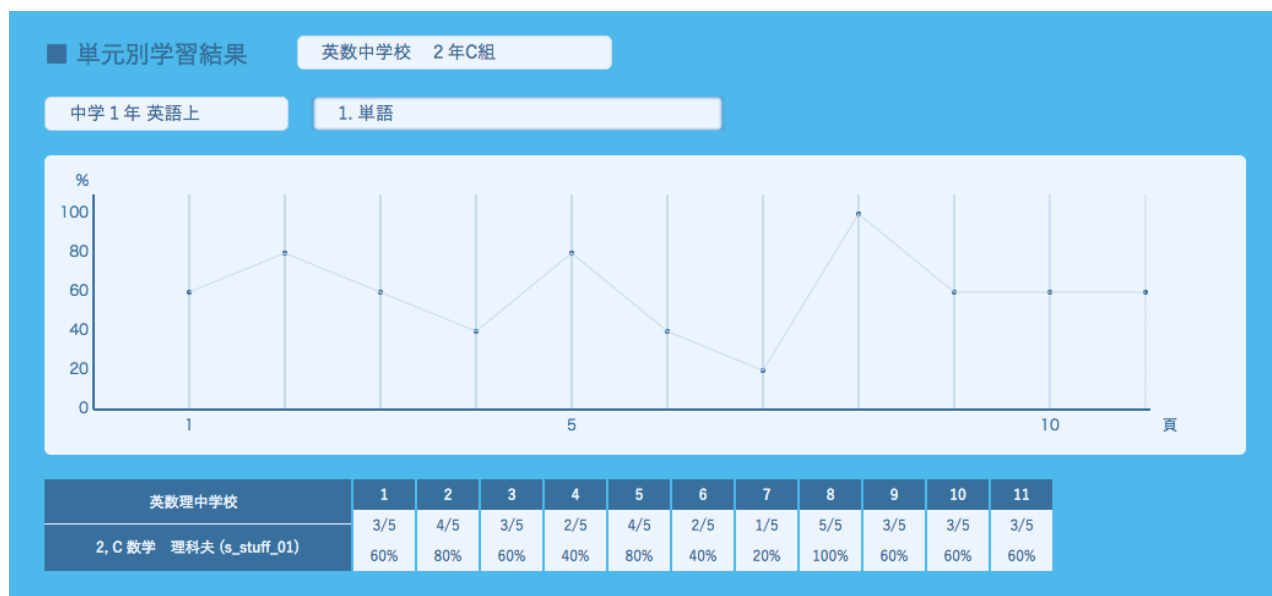 ■ 単元別学習結果
英数中学校　２年C組
中学１年 英語上
1. 単語
%
100
80
60
40
20
0
1 5 10 頁
英数理中学校 1 2 3 4 5 6 7 8 9 10 11
2, C 数学　理科夫 (s_stuff_01)
3/5 4/5 3/5 2/5 4/5 2/5 1/5 5/5 3/5 3/5 3/5
60% 80% 60% 40% 80% 40% 20% 100% 60% 60% 60%